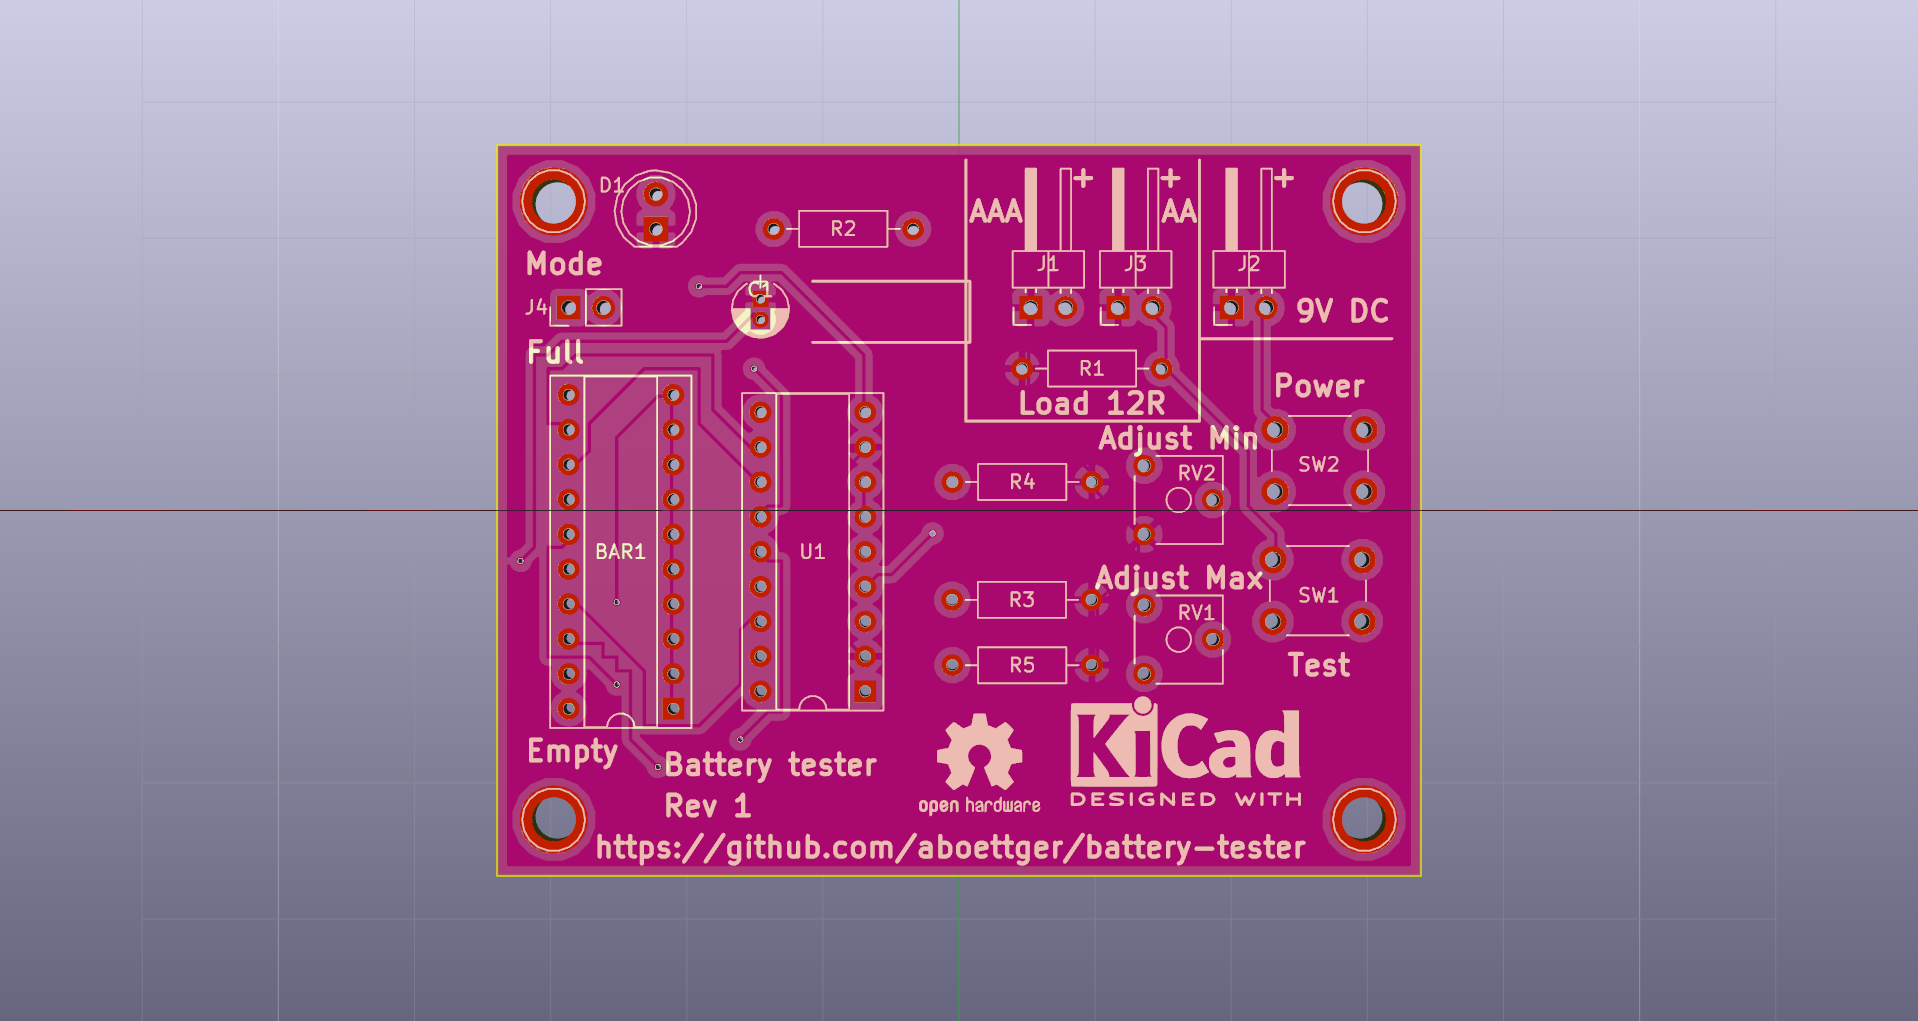 D1
R2
AAA
+
+
AA
+
Mode
J1
J3
J2
C1
J4
9V DC
Full
R1
Power
Load 12R
Adjust Min
SW2
RV2
R4
BAR1
U1
Adjust Max
SW1
R3
RV1
R5
Test
KiCad
Empty
Battery tester
DESIGNED WITH
open hardware
Rev 1
https://github.com/aboettger/battery-tester